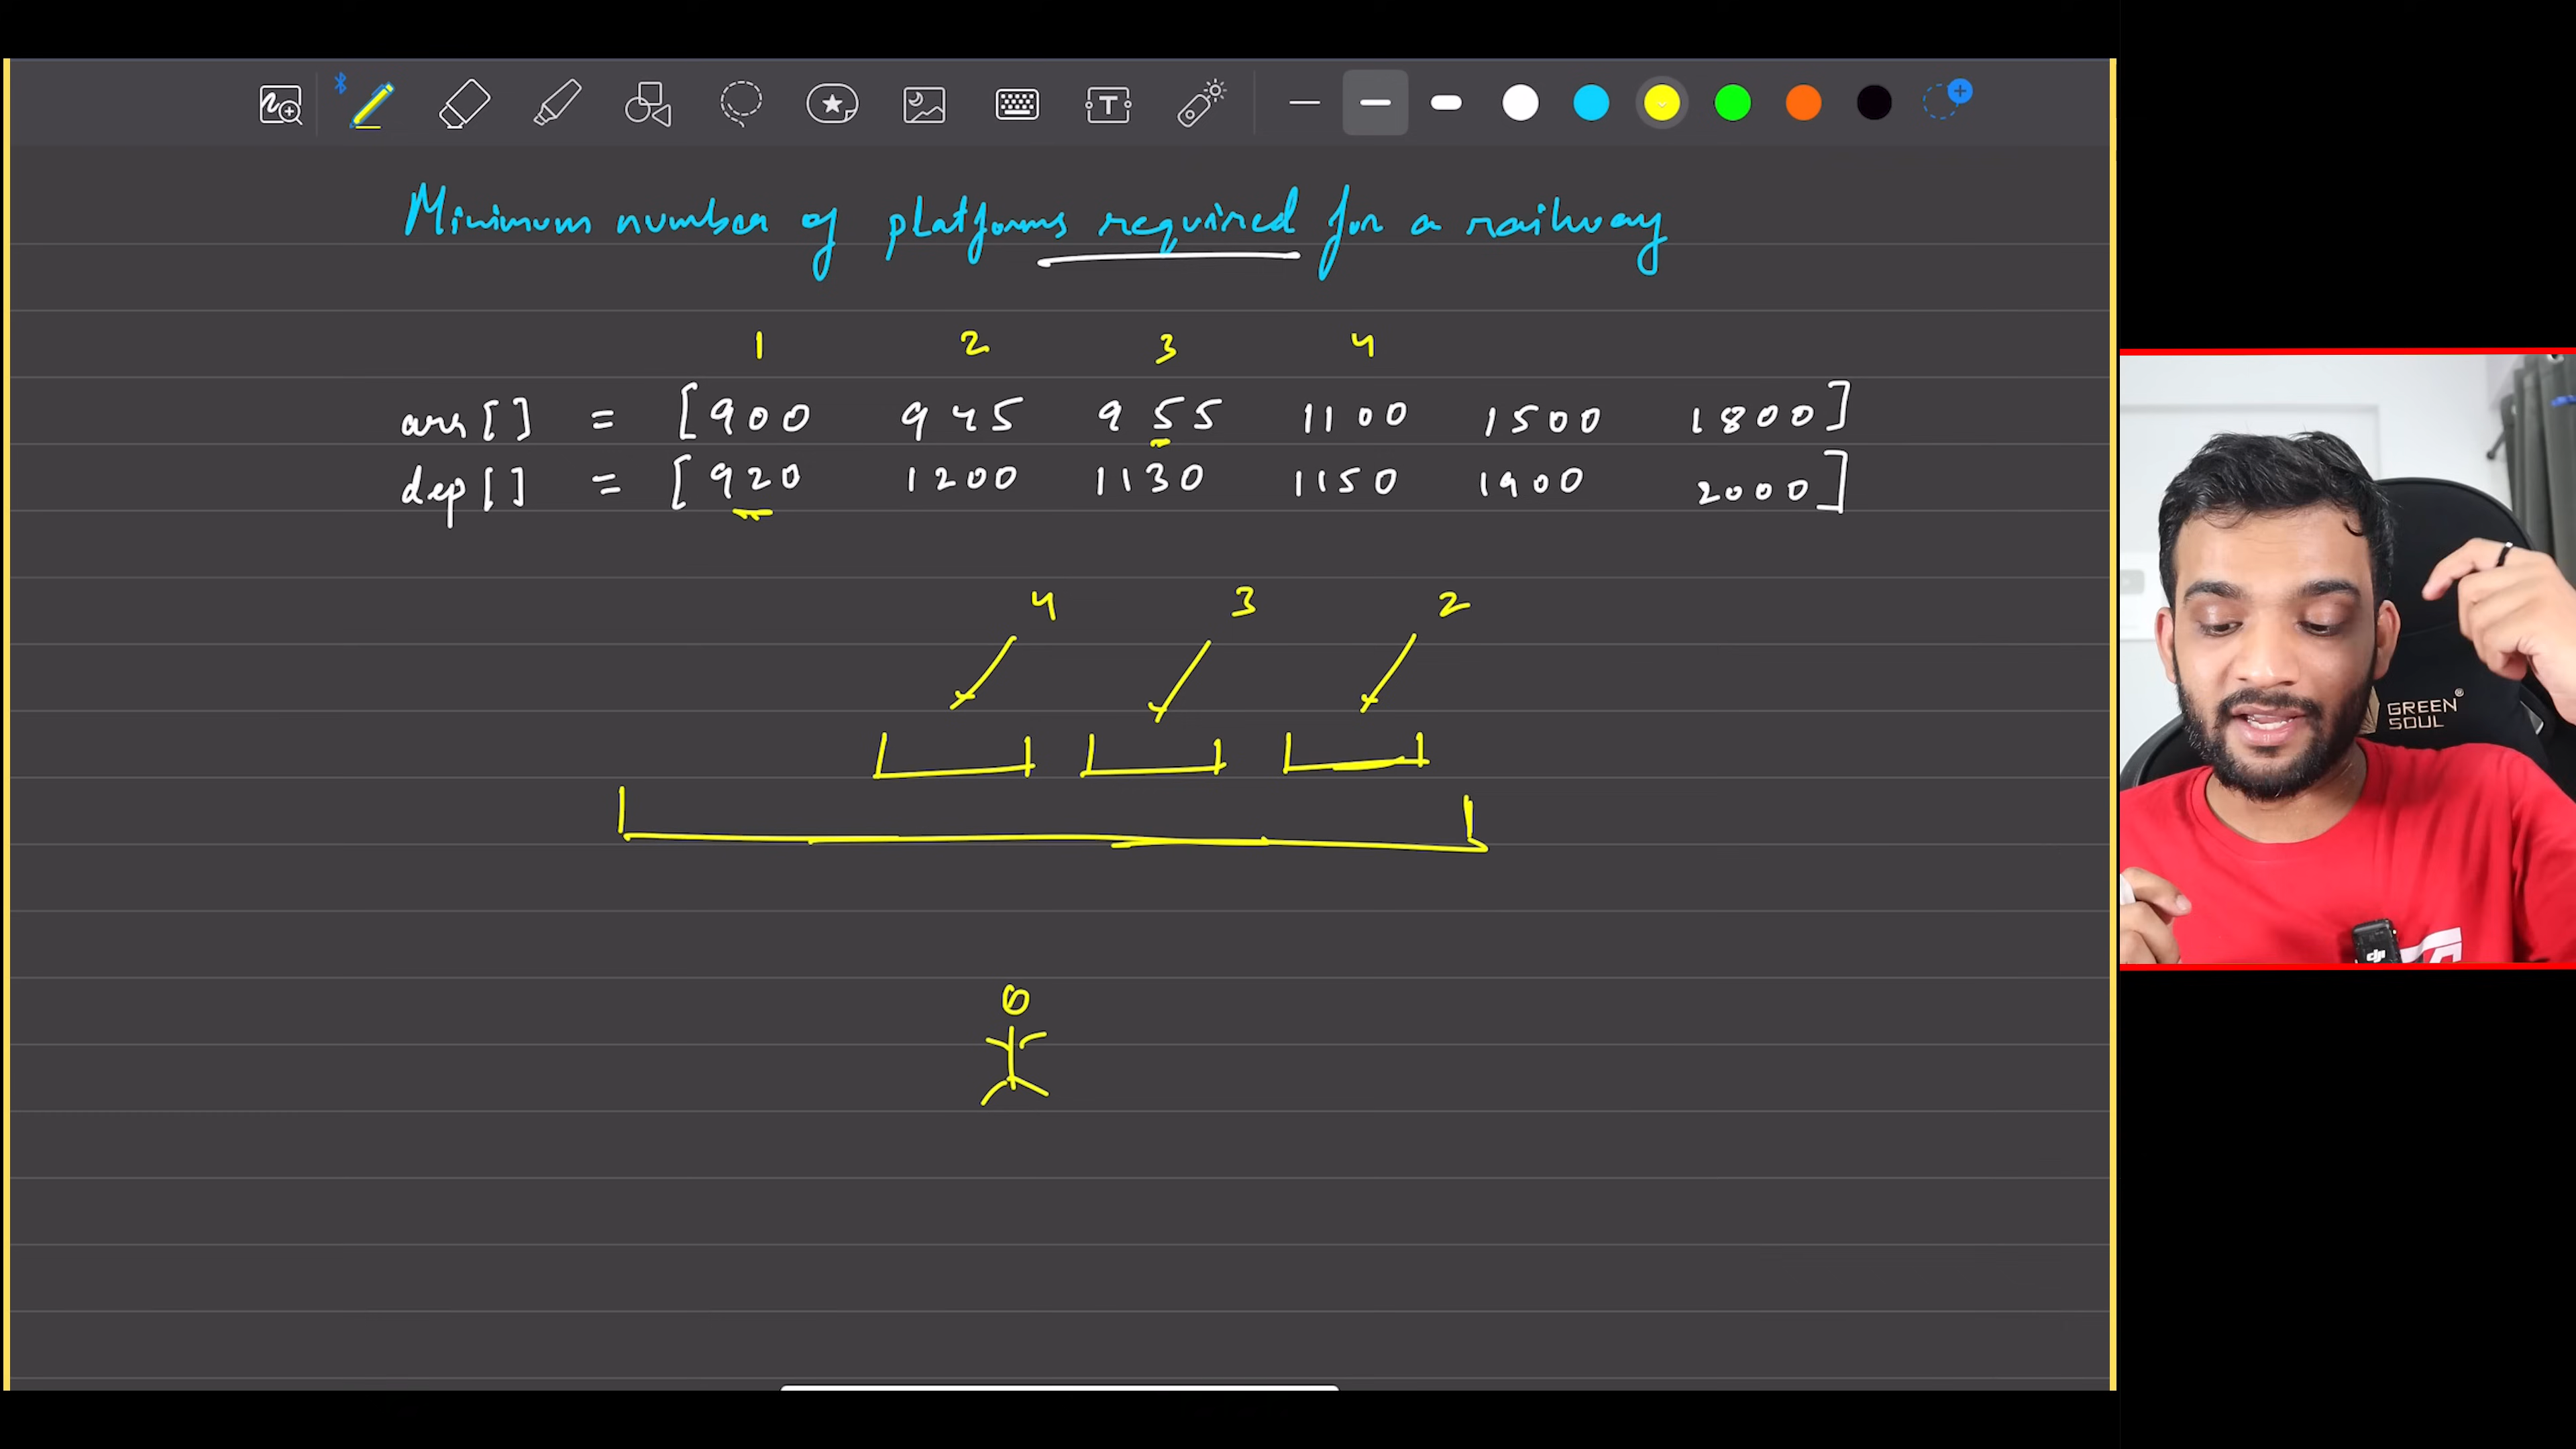 Minimum number of platforms required for a railway
1 2 3 4
arr[] = [900 945 955 1100 1500 1800]
dep[] = [920 1200 1130 1150 1900 2000]
4 3 2
GREEN SOUL®
dji